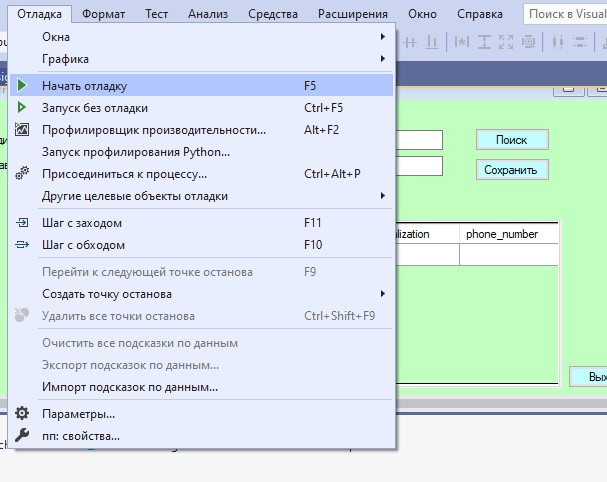 Отладка Формат Тест Анализ Средства Расширения Окно Справка Поиск в Visual
Окна
Графика
Начать отладку F5
Запуск без отладки Ctrl+F5
Профилировщик производительности... Alt+F2
Поиск
Запуск профилирования Python...
Присоединиться к процессу... Ctrl+Alt+P
Сохранить
Другие целевые объекты отладки
Шаг с заходом F11
alization phone_number
Шаг с обходом F10
Перейти к следующей точке останова F9
Создать точку останова
Удалить все точки останова Ctrl+Shift+F9
Очистить все подсказки по данным
Экспорт подсказок по данным...
Вых
Импорт подсказок по данным...
Параметры...
пп: свойства...